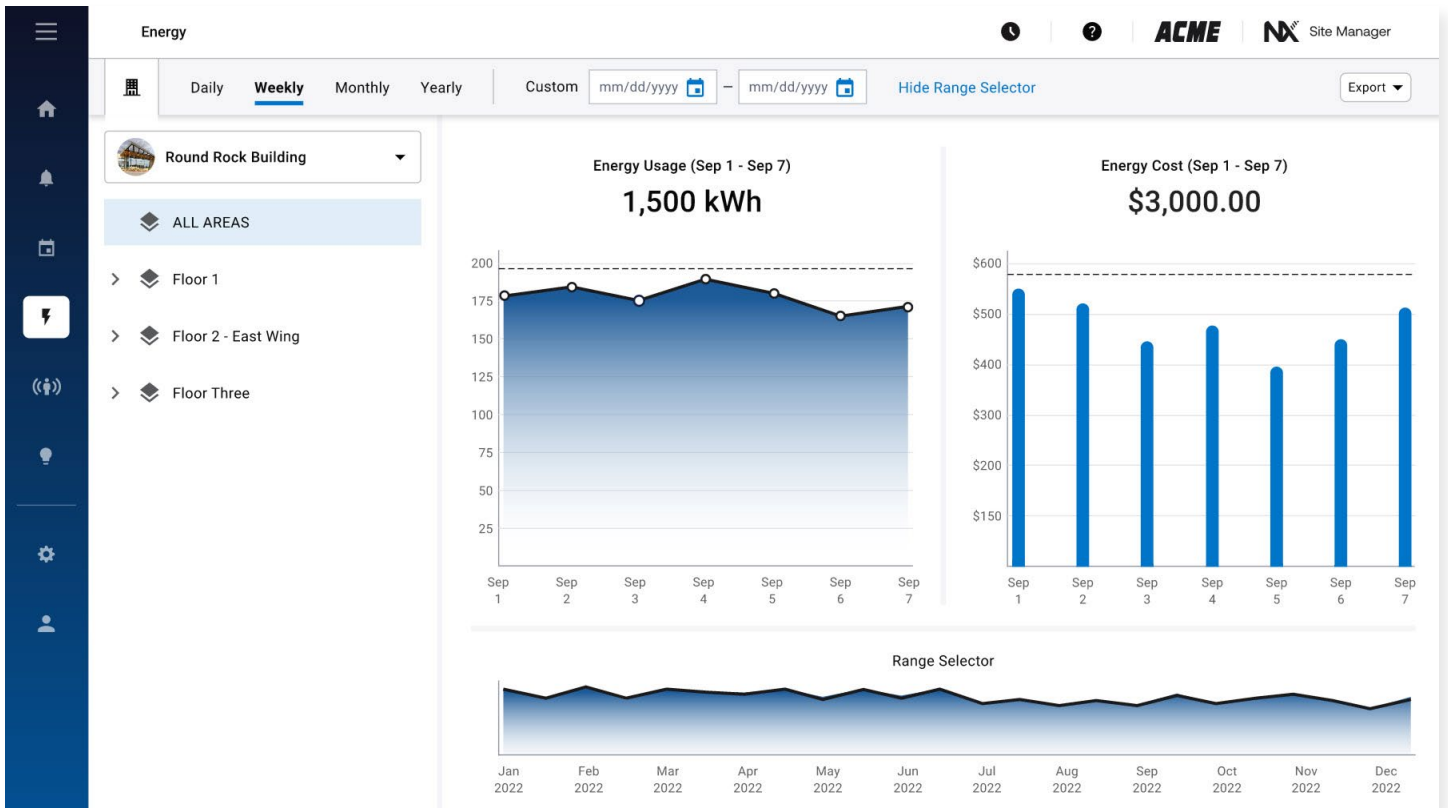 Energy
ACME
NX Site Manager
Daily Weekly Monthly Yearly Custom mm/dd/yyyy – mm/dd/yyyy Hide Range Selector Export
Round Rock Building
ALL AREAS
Floor 1
Floor 2 - East Wing
Floor Three
Energy Usage (Sep 1 - Sep 7)
1,500 kWh
200
175
150
125
100
75
50
25
Sep Sep Sep Sep Sep Sep Sep
1 2 3 4 5 6 7
Energy Cost (Sep 1 - Sep 7)
$3,000.00
$600
$500
$400
$300
$200
$150
Sep Sep Sep Sep Sep Sep Sep
1 2 3 4 5 6 7
Range Selector
Jan Feb Mar Apr May Jun Jul Aug Sep Oct Nov Dec
2022 2022 2022 2022 2022 2022 2022 2022 2022 2022 2022 2022